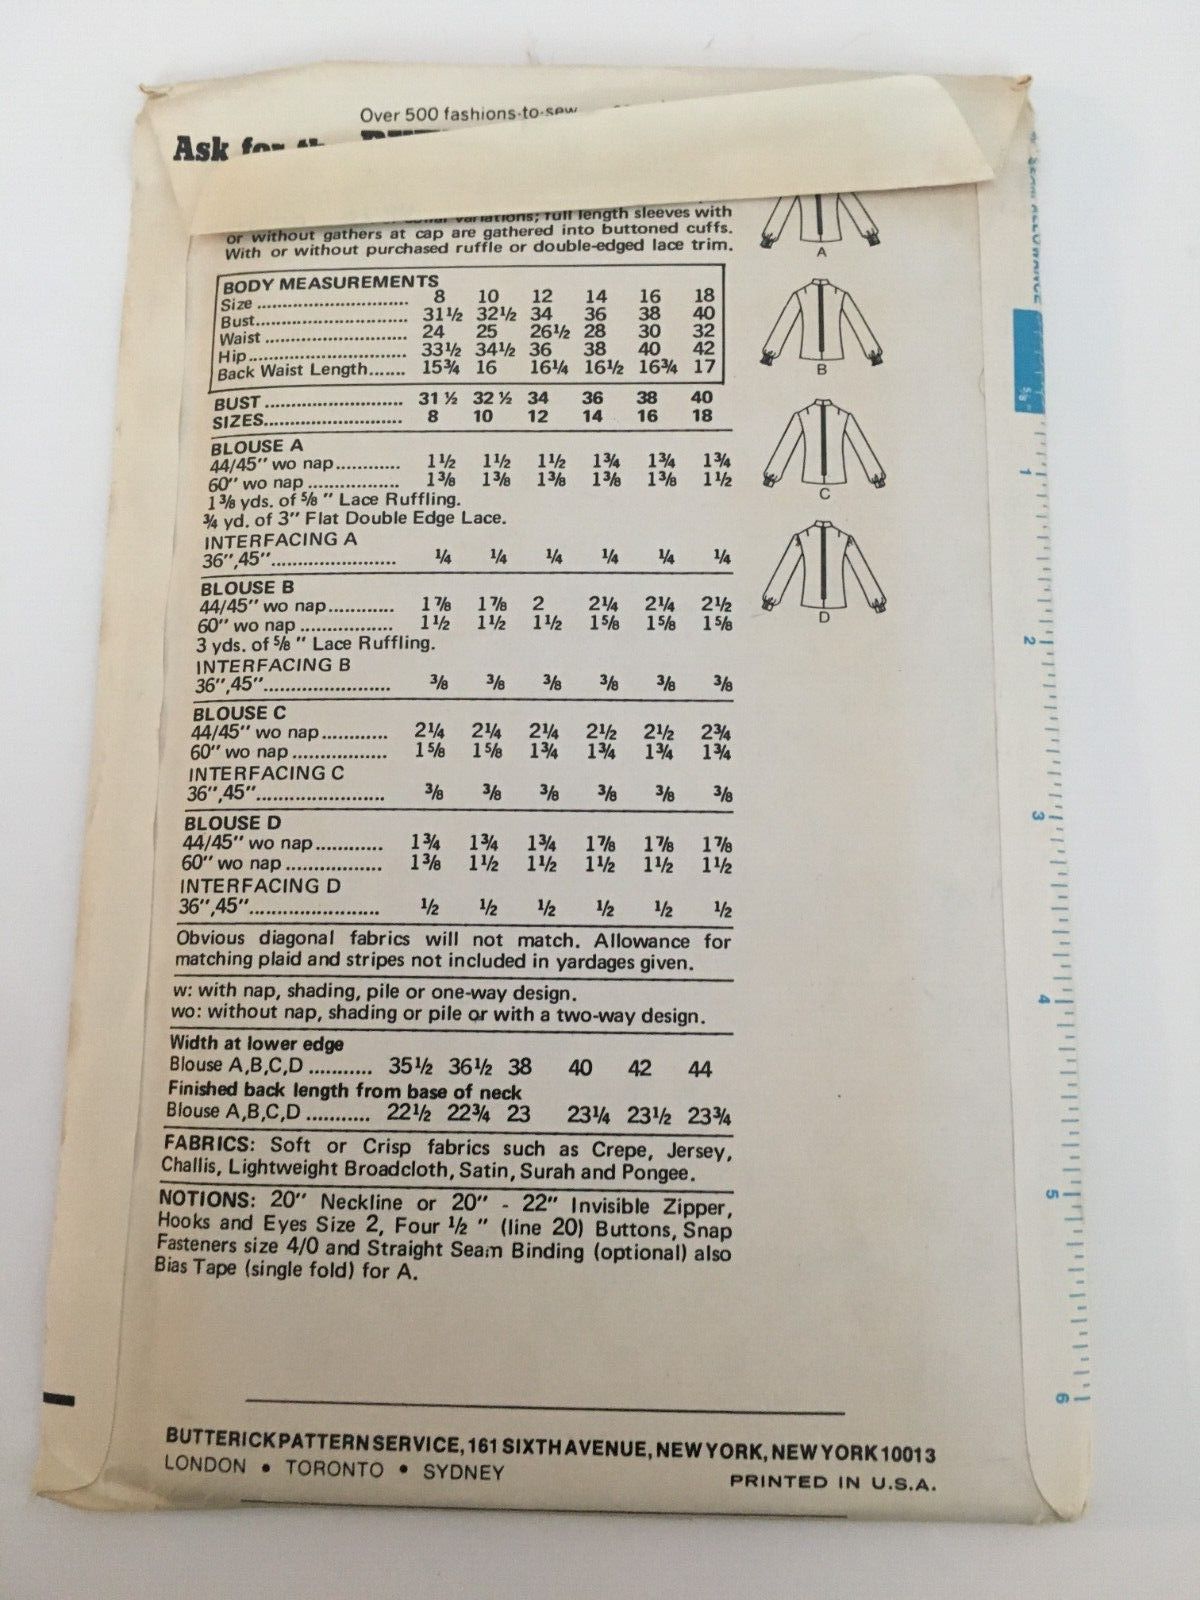 Over 500 fashions-to-sew
Ask for the
variations; full length sleeves with
or without gathers at cap are gathered into buttoned cuffs.
With or without purchased ruffle or double-edged lace trim.
BODY MEASUREMENTS
Size .......... 8 10 12 14 16 18
Bust.......... 31½ 32½ 34 36 38 40
Waist .......... 24 25 26½ 28 30 32
Hip.......... 33½ 34½ 36 38 40 42
Back Waist Length....... 15¾ 16 16¼ 16½ 16¾ 17
BUST .......... 31 ½ 32 ½ 34 36 38 40
SIZES.......... 8 10 12 14 16 18
BLOUSE A
44/45" wo nap............ 1½ 1½ 1½ 1¾ 1¾ 1¾
60" wo nap ............ 1⅜ 1⅜ 1⅜ 1⅜ 1⅜ 1½
1⅜ yds. of ⅝ " Lace Ruffling.
¾ yd. of 3" Flat Double Edge Lace.
INTERFACING A
36",45".......... ¼ ¼ ¼ ¼ ¼ ¼
BLOUSE B
44/45" wo nap............ 1⅞ 1⅞ 2 2¼ 2¼ 2½
60" wo nap ............ 1½ 1½ 1½ 1⅝ 1⅝ 1⅝
3 yds. of ⅝ " Lace Ruffling.
INTERFACING B
36",45".......... ⅜ ⅜ ⅜ ⅜ ⅜ ⅜
BLOUSE C
44/45" wo nap............ 2¼ 2¼ 2¼ 2½ 2½ 2¾
60" wo nap ............ 1⅝ 1⅝ 1¾ 1¾ 1¾ 1¾
INTERFACING C
36",45".......... ⅜ ⅜ ⅜ ⅜ ⅜ ⅜
BLOUSE D
44/45" wo nap............ 1¾ 1¾ 1¾ 1⅞ 1⅞ 1⅞
60" wo nap ............ 1⅜ 1½ 1½ 1½ 1½ 1½
INTERFACING D
36",45".......... ½ ½ ½ ½ ½ ½
Obvious diagonal fabrics will not match. Allowance for
matching plaid and stripes not included in yardages given.
w: with nap, shading, pile or one-way design.
wo: without nap, shading or pile or with a two-way design.
Width at lower edge
Blouse A,B,C,D ........... 35½ 36½ 38 40 42 44
Finished back length from base of neck
Blouse A,B,C,D ........... 22½ 22¾ 23 23¼ 23½ 23¾
FABRICS: Soft or Crisp fabrics such as Crepe, Jersey,
Challis, Lightweight Broadcloth, Satin, Surah and Pongee.
NOTIONS: 20" Neckline or 20" - 22" Invisible Zipper,
Hooks and Eyes Size 2, Four ½ " (line 20) Buttons, Snap
Fasteners size 4/0 and Straight Seam Binding (optional) also
Bias Tape (single fold) for A.
A
B
C
D
⅝"
1
2
3
4
5
6
BUTTERICK PATTERN SERVICE, 161 SIXTH AVENUE, NEW YORK, NEW YORK 10013
LONDON • TORONTO • SYDNEY
PRINTED IN U.S.A.